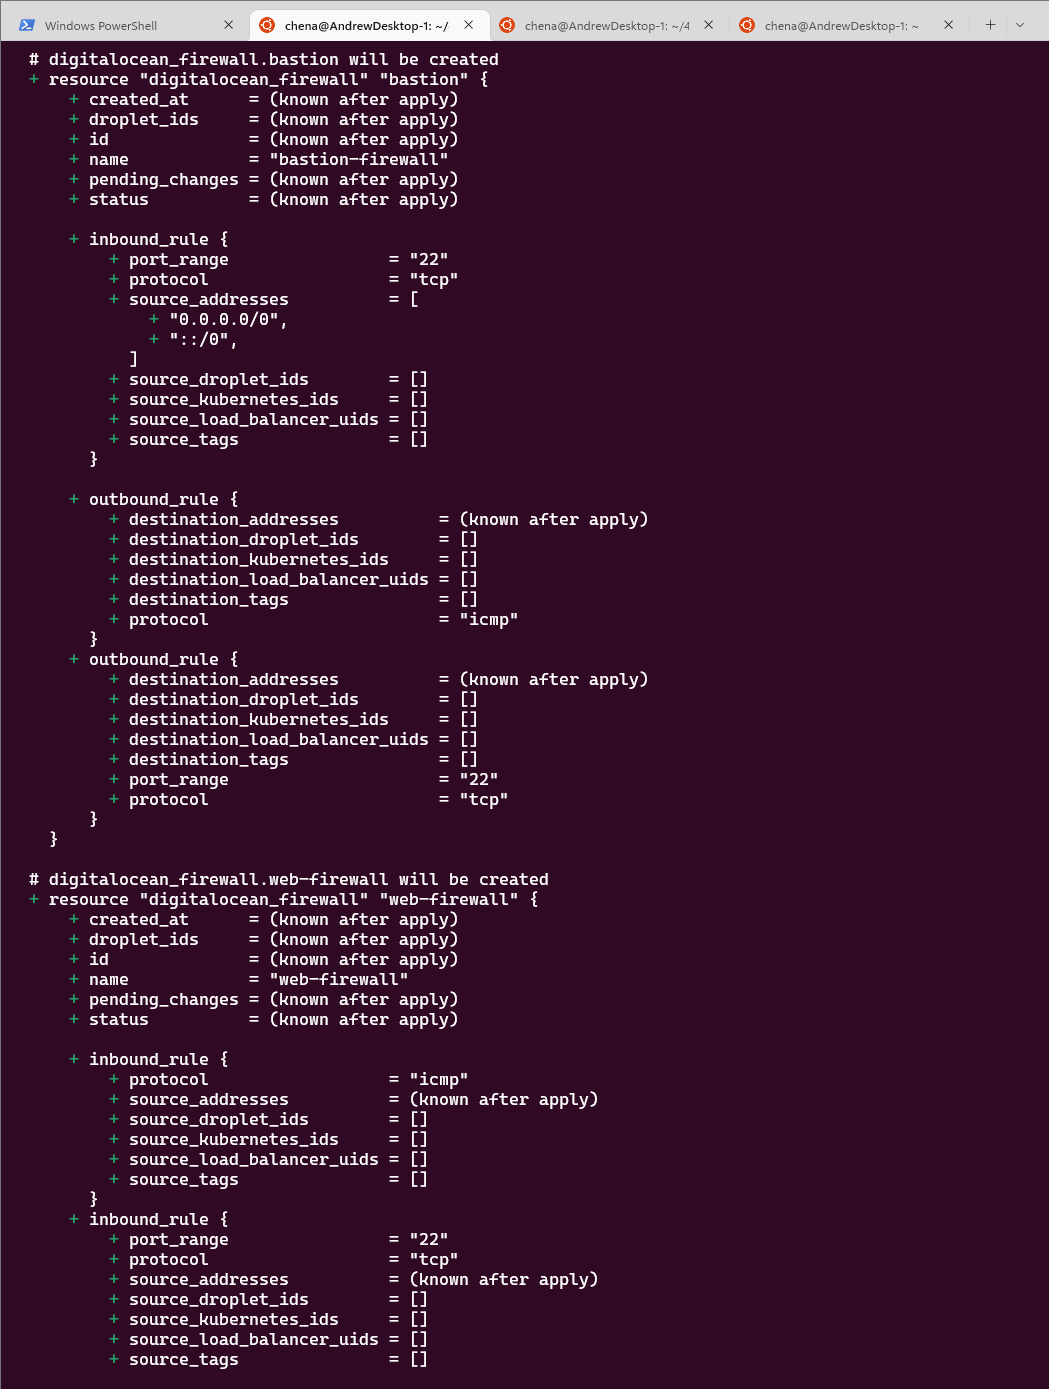 Windows PowerShell
chena@AndrewDesktop-1: ~/
chena@AndrewDesktop-1: ~/4
chena@AndrewDesktop-1: ~
# digitalocean_firewall.bastion will be created
+ resource "digitalocean_firewall" "bastion" {
+ created_at = (known after apply)
+ droplet_ids = (known after apply)
+ id = (known after apply)
+ name = "bastion-firewall"
+ pending_changes = (known after apply)
+ status = (known after apply)
+ inbound_rule {
+ port_range = "22"
+ protocol = "tcp"
+ source_addresses = [
+ "0.0.0.0/0",
+ "::/0",
]
+ source_droplet_ids = []
+ source_kubernetes_ids = []
+ source_load_balancer_uids = []
+ source_tags = []
}
+ outbound_rule {
+ destination_addresses = (known after apply)
+ destination_droplet_ids = []
+ destination_kubernetes_ids = []
+ destination_load_balancer_uids = []
+ destination_tags = []
+ protocol = "icmp"
}
+ outbound_rule {
+ destination_addresses = (known after apply)
+ destination_droplet_ids = []
+ destination_kubernetes_ids = []
+ destination_load_balancer_uids = []
+ destination_tags = []
+ port_range = "22"
+ protocol = "tcp"
}
}
# digitalocean_firewall.web-firewall will be created
+ resource "digitalocean_firewall" "web-firewall" {
+ created_at = (known after apply)
+ droplet_ids = (known after apply)
+ id = (known after apply)
+ name = "web-firewall"
+ pending_changes = (known after apply)
+ status = (known after apply)
+ inbound_rule {
+ protocol = "icmp"
+ source_addresses = (known after apply)
+ source_droplet_ids = []
+ source_kubernetes_ids = []
+ source_load_balancer_uids = []
+ source_tags = []
}
+ inbound_rule {
+ port_range = "22"
+ protocol = "tcp"
+ source_addresses = (known after apply)
+ source_droplet_ids = []
+ source_kubernetes_ids = []
+ source_load_balancer_uids = []
+ source_tags = []